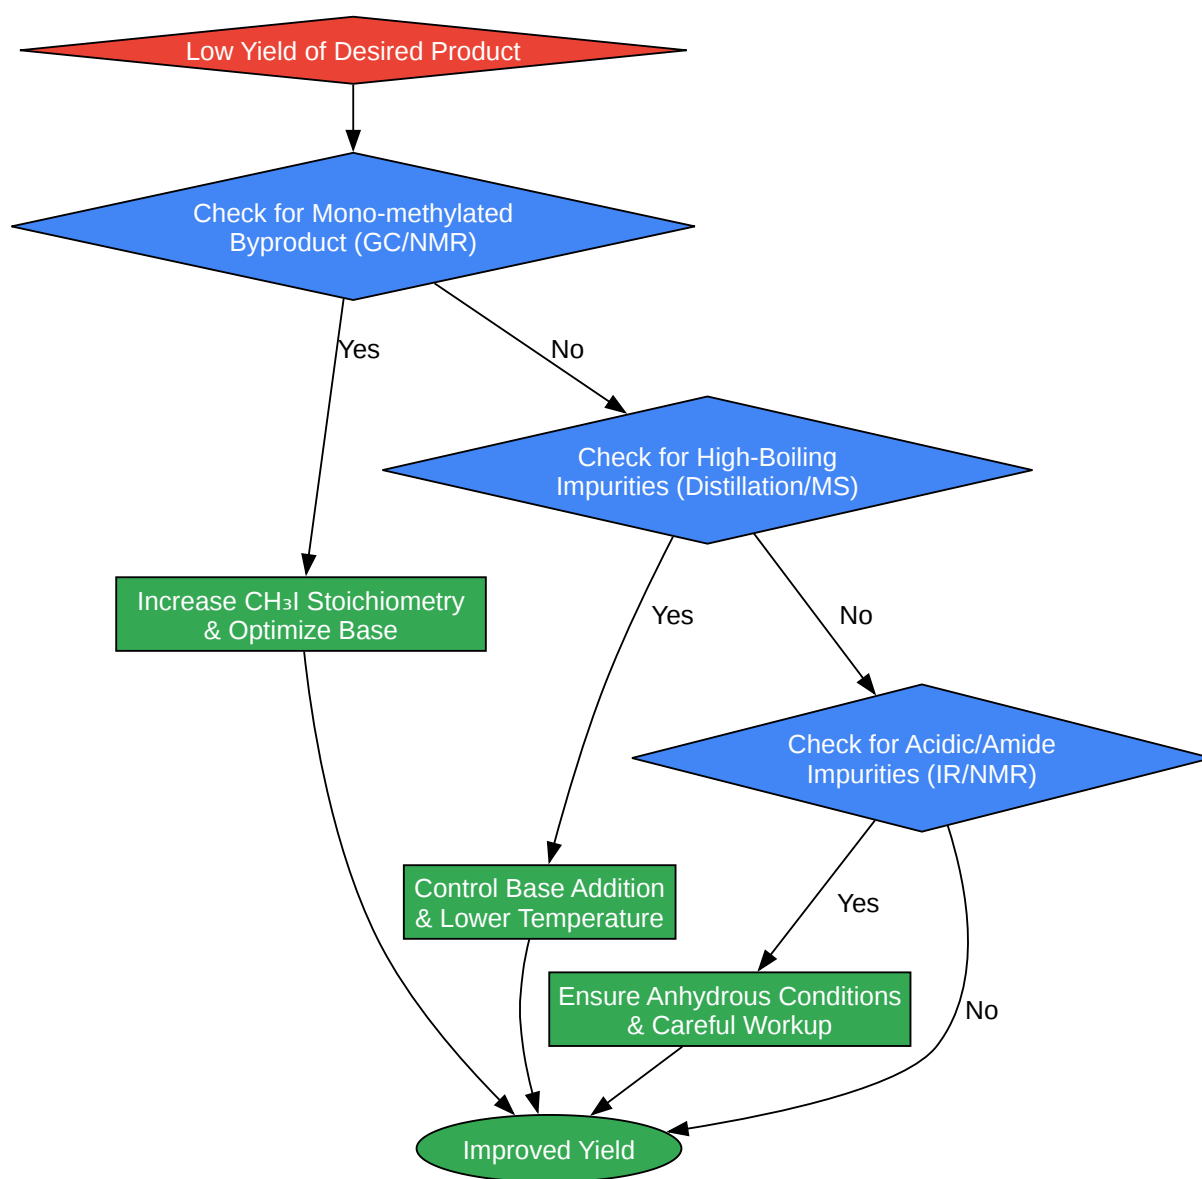 Low Yield of Desired Product
Check for Mono-methylated
Byproduct (GC/NMR)
Yes
No
Check for High-Boiling
Impurities (Distillation/MS)
Increase CH₃I Stoichiometry
& Optimize Base
Yes
No
Check for Acidic/Amide
Impurities (IR/NMR)
Control Base Addition
& Lower Temperature
Yes
Ensure Anhydrous Conditions
& Careful Workup
No
Improved Yield